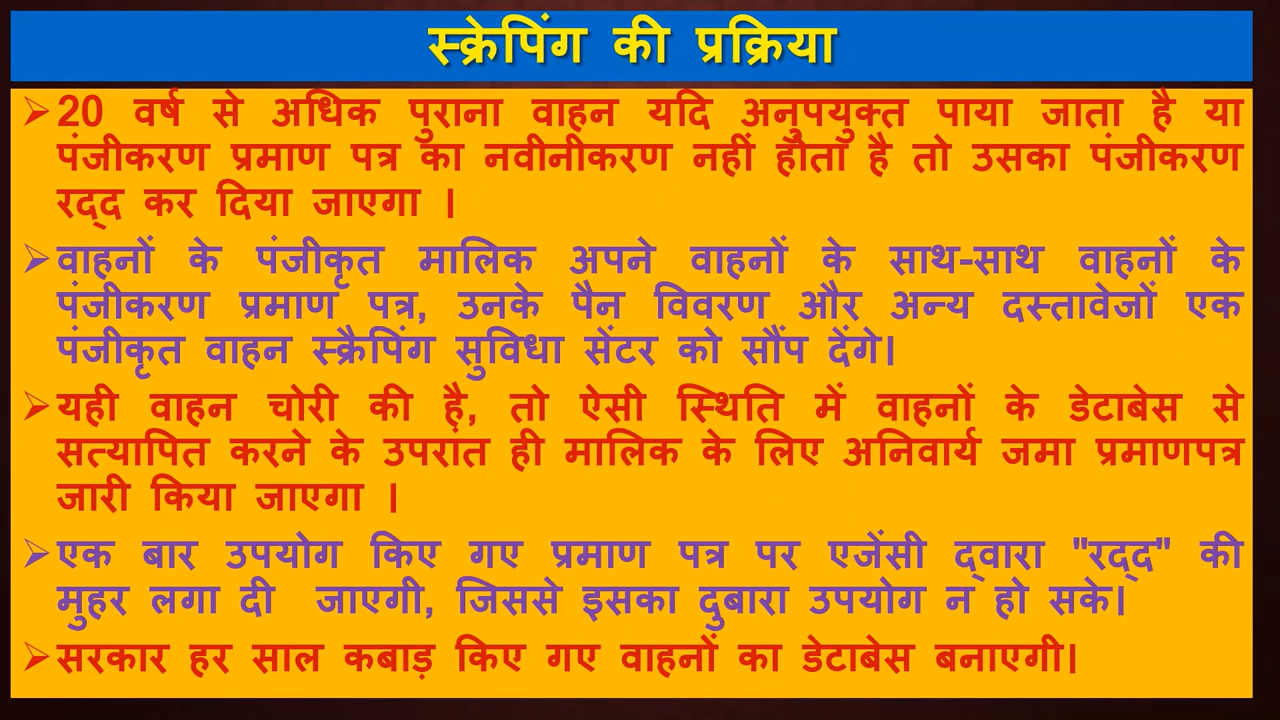 स्क्रेपिंग की प्रक्रिया
➢20 वर्ष से अधिक पुराना वाहन यदि अनुपयुक्त पाया जाता है या
पंजीकरण प्रमाण पत्र का नवीनीकरण नहीं होता है तो उसका पंजीकरण
रद्द कर दिया जाएगा ।
➢वाहनों के पंजीकृत मालिक अपने वाहनों के साथ-साथ वाहनों के
पंजीकरण प्रमाण पत्र, उनके पैन विवरण और अन्य दस्तावेजों एक
पंजीकृत वाहन स्क्रैपिंग सुविधा सेंटर को सौंप देंगे।
➢यही वाहन चोरी की है, तो ऐसी स्थिति में वाहनों के डेटाबेस से
सत्यापित करने के उपरांत ही मालिक के लिए अनिवार्य जमा प्रमाणपत्र
जारी किया जाएगा ।
➢एक बार उपयोग किए गए प्रमाण पत्र पर एजेंसी द्वारा "रद्द" की
मुहर लगा दी जाएगी, जिससे इसका दुबारा उपयोग न हो सके।
➢सरकार हर साल कबाड़ किए गए वाहनों का डेटाबेस बनाएगी।